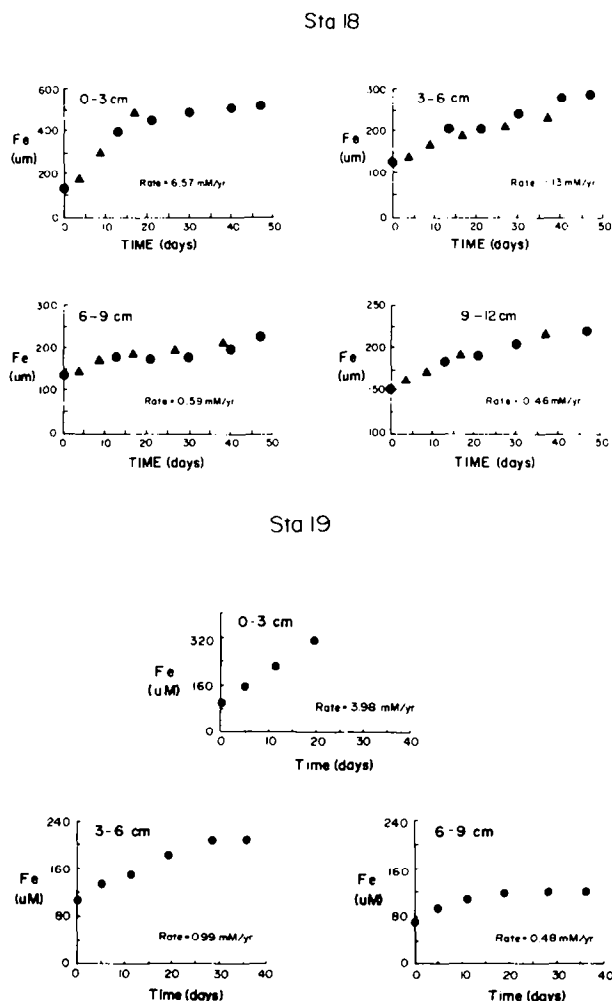 Sta 18
0-3 cm
600
400
200
0
Fe
(um)
Rate = 6.57 mM/yr
0 10 20 30 40 50
TIME (days)
3-6 cm
300
200
100
0
Fe
(um)
Rate = 13 mM/yr
0 10 20 30 40 50
TIME (days)
6-9 cm
300
200
100
0
Fe
(um)
Rate = 0.59 mM/yr
0 10 20 30 40 50
TIME (days)
9-12 cm
250
200
150
100
Fe
(um)
Rate = 0.46 mM/yr
0 10 20 30 40 50
TIME (days)
Sta 19
0-3 cm
320
160
0
Fe
(uM)
Rate = 3.98 mM/yr
0 10 20 30 40
Time (days)
3-6 cm
240
160
80
0
Fe
(uM)
Rate = 0.99 mM/yr
0 10 20 30 40
Time (days)
6-9 cm
240
160
80
0
Fe
(uM)
Rate = 0.48 mM/yr
0 10 20 30 40
Time (days)